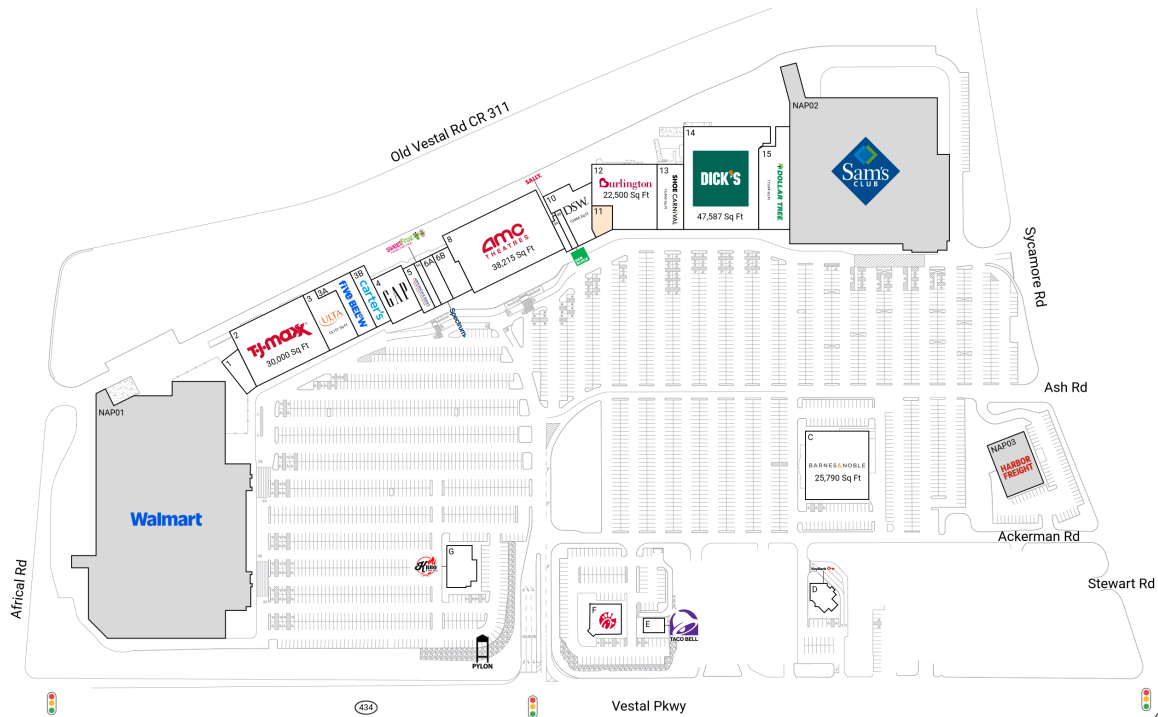 Old Vestal Rd CR 311
NAP02
Sam's
CLUB
14
DICK'S
47,587 Sq Ft
15
DOLLAR TREE
12
Burlington
22,500 Sq Ft
11
13
SHOE CARNIVAL
SALLY.
10
DSW
8
AMC
THEATRES
38,215 Sq Ft
sweetFrog
6B
6A
5
4
GAP
3B
carter's
five BELOW
3A
3
ULTA
2
T·J·maxx
30,000 Sq Ft
1
Spectrum
Sycamore Rd
Ash Rd
NAP01
Walmart
C
BARNES&NOBLE
25,790 Sq Ft
NAP03
HARBOR
FREIGHT
Ackerman Rd
Stewart Rd
Africal Rd
G
KBBQ
KeyBank
D
F
E
TACO BELL
PYLON
434
Vestal Pkwy